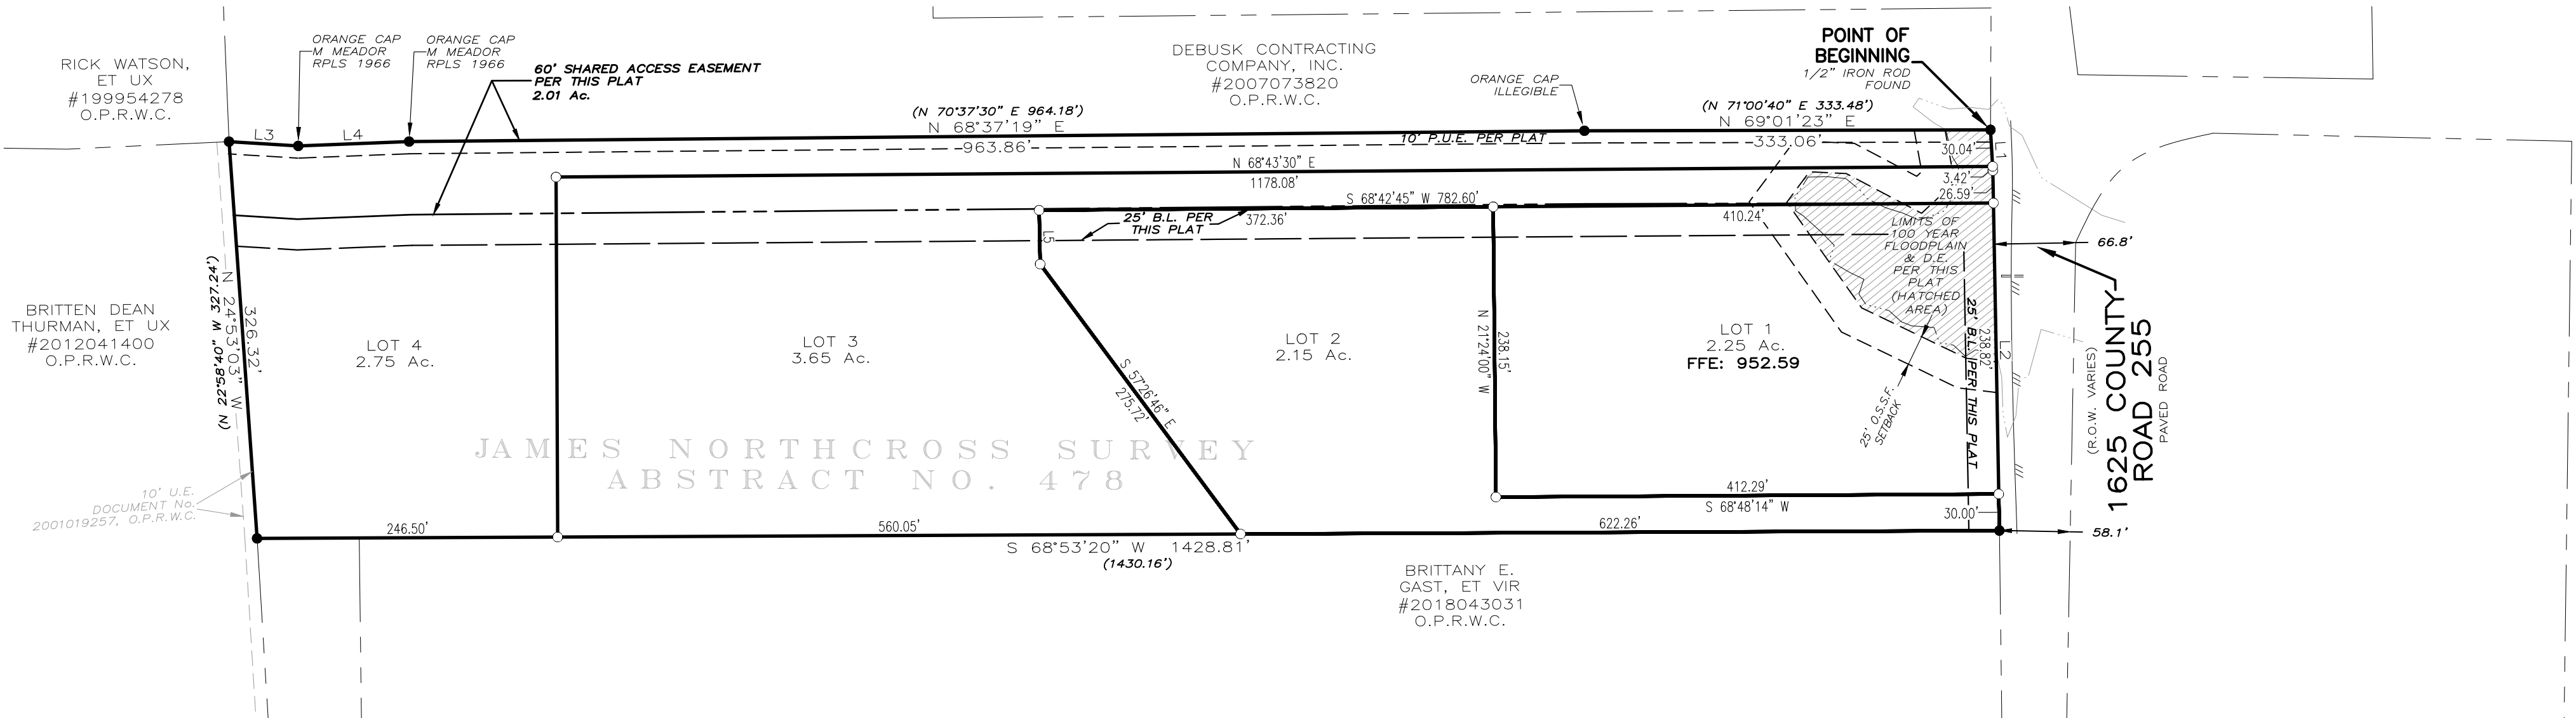 RICK WATSON,
ET UX
#199954278
O.P.R.W.C.
ORANGE CAP
M MEADOR
RPLS 1966
ORANGE CAP
M MEADOR
RPLS 1966
60' SHARED ACCESS EASEMENT
PER THIS PLAT
2.01 Ac.
DEBUSK CONTRACTING
COMPANY, INC.
#2007073820
O.P.R.W.C.
ORANGE CAP
ILLEGIBLE
POINT OF
BEGINNING
1/2" IRON ROD
FOUND
L3
L4
(N 70°37'30" E 964.18')
N 68°37'19" E
963.86'
(N 71°00'40" E 333.48')
N 69°01'23" E
10' P.U.E. PER PLAT
333.06'
30.04'
L1
N 68°43'30" E
1178.08'
3.42'
26.59'
S 68°42'45" W 782.60'
372.36'
410.24'
25' B.L. PER
THIS PLAT
L5
LIMITS OF
100 YEAR
FLOODPLAIN
& D.E.
PER THIS
PLAT
(HATCHED
AREA)
66.8'
BRITTEN DEAN
THURMAN, ET UX
#2012041400
O.P.R.W.C.
(N 22°58'40" W 327.24')
N 24°53'03" W
326.32'
LOT 4
2.75 Ac.
LOT 3
3.65 Ac.
LOT 2
2.15 Ac.
LOT 1
2.25 Ac.
FFE: 952.59
N 21°24'00" W
238.15'
S 57°26'46" E
275.72'
25' B.L. PER THIS PLAT
238.82'
L2
25' O.S.S.F.
SETBACK
(R.O.W. VARIES)
1625 COUNTY
ROAD 255
PAVED ROAD
JAMES NORTHCROSS SURVEY
ABSTRACT NO. 478
10' U.E.
DOCUMENT No.
2001019257, O.P.R.W.C.
412.29'
S 68°48'14" W
30.00'
246.50'
560.05'
622.26'
58.1'
S 68°53'20" W 1428.81'
(1430.16')
BRITTANY E.
GAST, ET VIR
#2018043031
O.P.R.W.C.